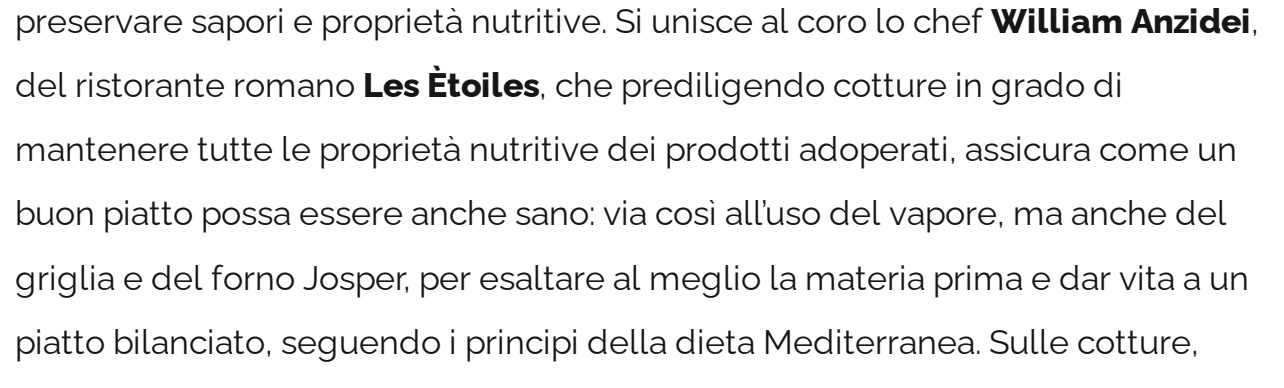 preservare sapori e proprietà nutritive. Si unisce al coro lo chef William Anzidei,
del ristorante romano Les Ètoiles, che prediligendo cotture in grado di
mantenere tutte le proprietà nutritive dei prodotti adoperati, assicura come un
buon piatto possa essere anche sano: via così all’uso del vapore, ma anche del
griglia e del forno Josper, per esaltare al meglio la materia prima e dar vita a un
piatto bilanciato, seguendo i principi della dieta Mediterranea. Sulle cotture,